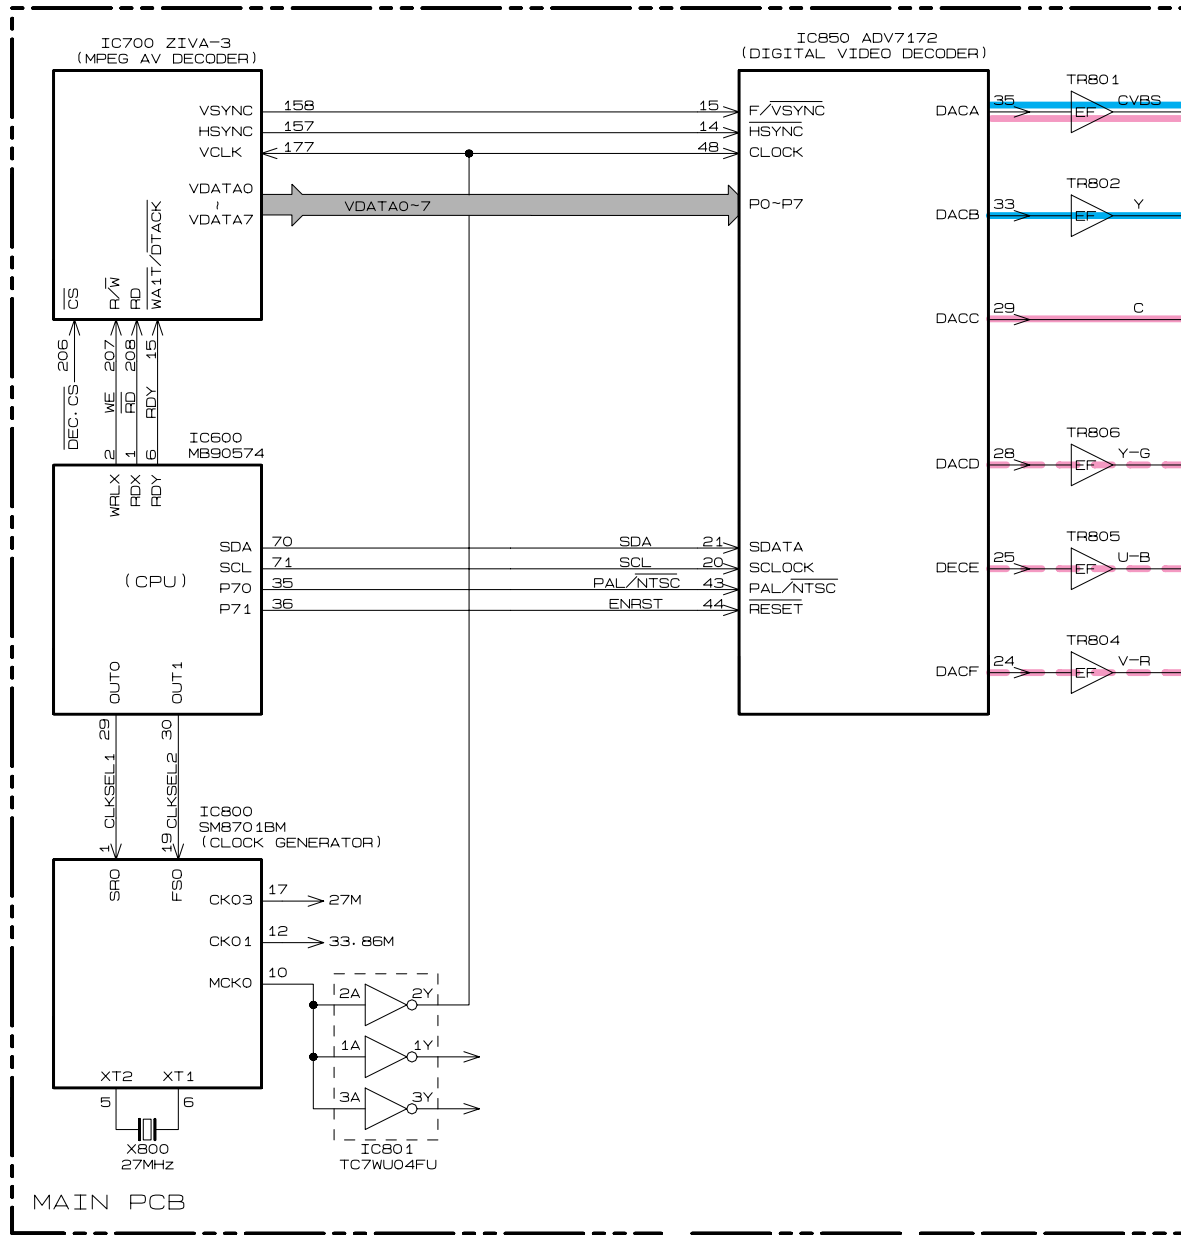 IC700 ZIVA-3
(MPEG AV DECODER)
VSYNC 158
HSYNC 157
VCLK 177
VDATA0
~
VDATA7
VDATA0~7
CS
R/W
RD
WA1T/DTACK
206
207
208
15
DEC.CS
WE
RD
RDY
2
1
6
IC600
MB90574
WRLX
RDX
RDY
(CPU)
SDA 70
SCL 71
P70 35
P71 36
OUT0
OUT1
29
30
CLKSEL1
CLKSEL2
1
19
IC800
SM8701BM
(CLOCK GENERATOR)
SR0
FS0
CK03 17 27M
CK01 12 33.86M
MCK0 10
XT2 XT1
5 6
X800
27MHz
2A 2Y
1A 1Y
3A 3Y
IC801
TC7WU04FU
IC850 ADV7172
(DIGITAL VIDEO DECODER)
15 F/VSYNC
14 HSYNC
48 CLOCK
P0~P7
SDA 21 SDATA
SCL 20 SCLOCK
PAL/NTSC 43 PAL/NTSC
ENRST 44 RESET
DACA 35 TR801 EF CVBS
DACB 33 TR802 EF Y
DACC 29 C
DACD 28 TR806 EF Y-G
DECE 25 TR805 EF U-B
DACF 24 TR804 EF V-R
MAIN PCB